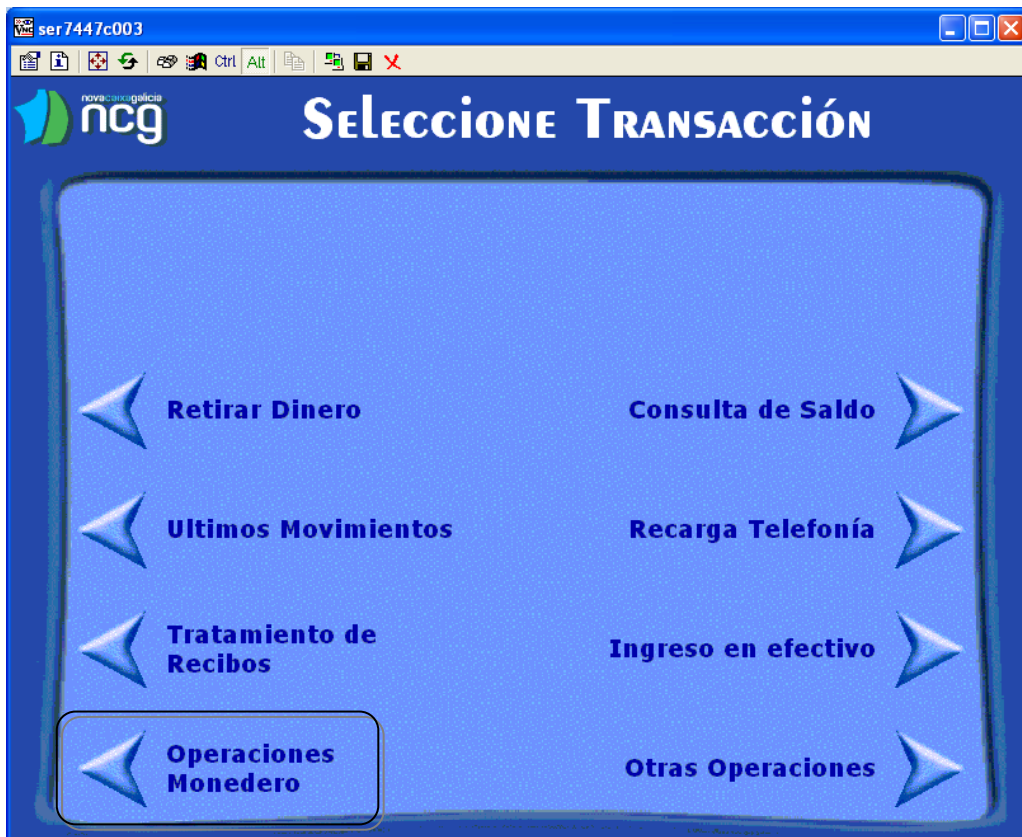 ser7447c003
Ctrl Alt
novacaixagalicia
ncg
Seleccione Transacción
Retirar Dinero
Consulta de Saldo
Ultimos Movimientos
Recarga Telefonía
Tratamiento de
Recibos
Ingreso en efectivo
Operaciones
Monedero
Otras Operaciones